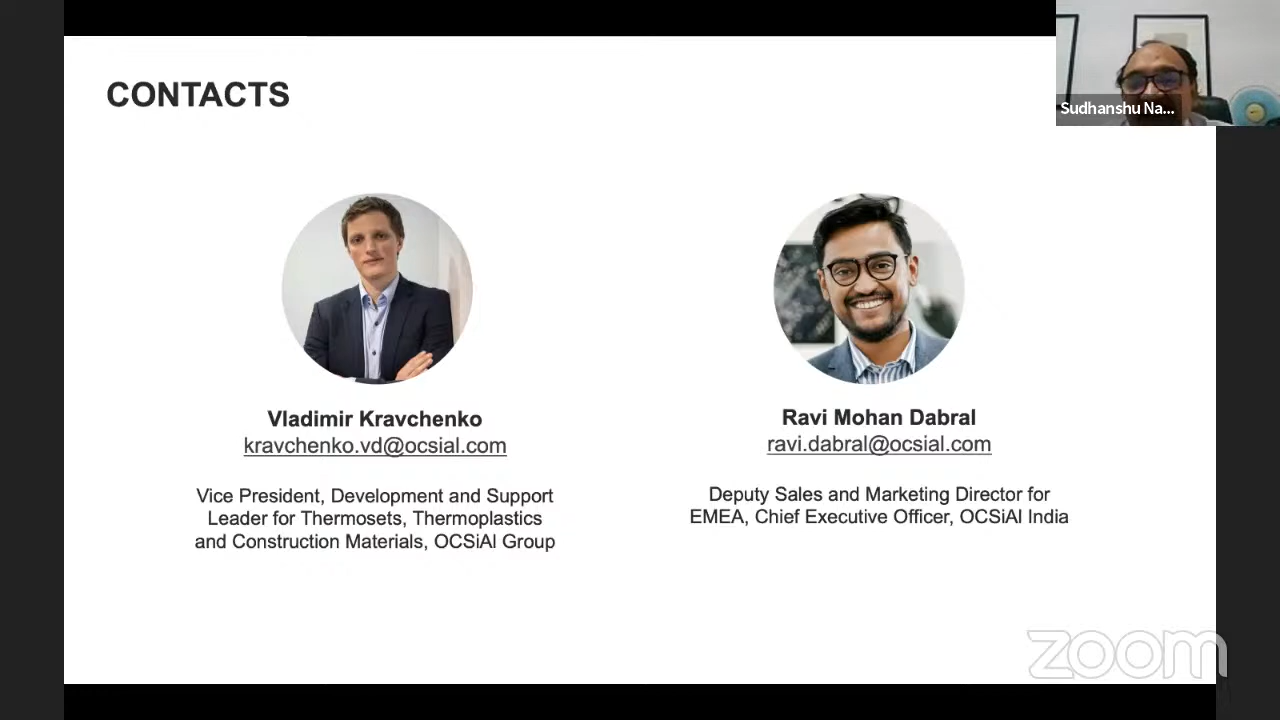 CONTACTS
Sudhanshu Na...
Vladimir Kravchenko
kravchenko.vd@ocsial.com
Vice President, Development and Support
Leader for Thermosets, Thermoplastics
and Construction Materials, OCSiAl Group
Ravi Mohan Dabral
ravi.dabral@ocsial.com
Deputy Sales and Marketing Director for
EMEA, Chief Executive Officer, OCSiAl India
zoom